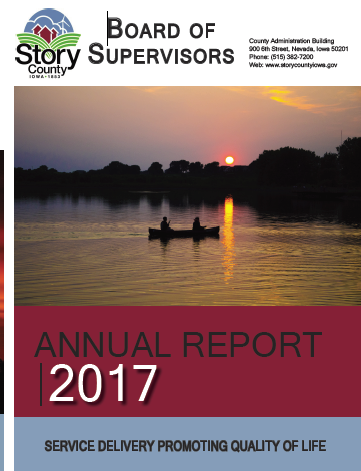 Story
County
IOWA - 1853
BOARD OF
SUPERVISORS
County Administration Building
900 6th Street, Nevada, Iowa 50201
Phone: (515) 382-7200
Web: www.storycountyiowa.gov
ANNUAL REPORT
2017
SERVICE DELIVERY PROMOTING QUALITY OF LIFE